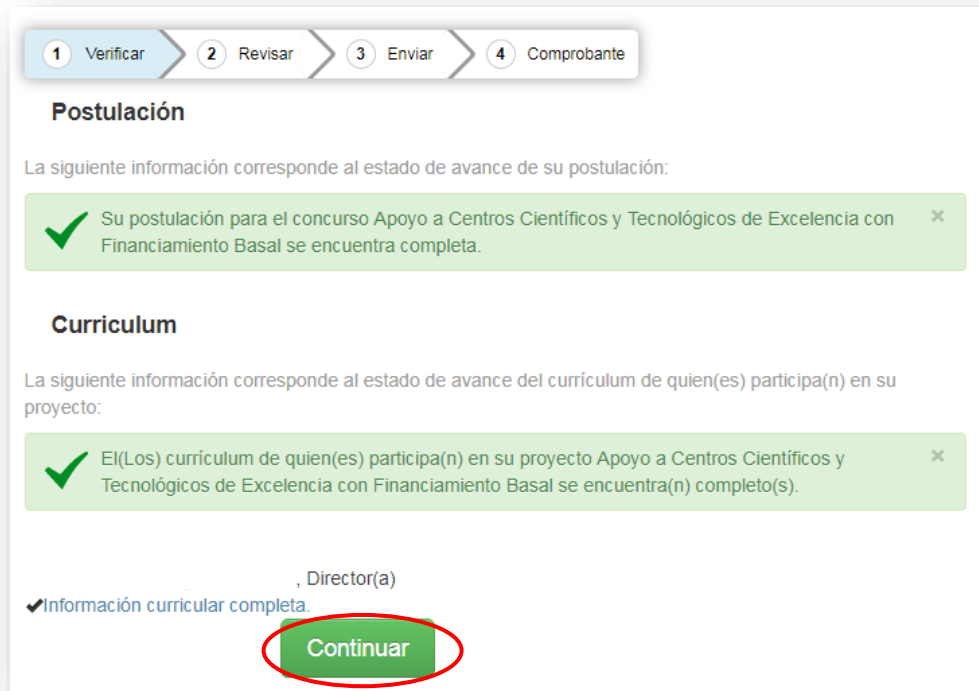 1 Verificar 2 Revisar 3 Enviar 4 Comprobante
Postulación
La siguiente información corresponde al estado de avance de su postulación:
Su postulación para el concurso Apoyo a Centros Científicos y Tecnológicos de Excelencia con ×
Financiamiento Basal se encuentra completa.
Curriculum
La siguiente información corresponde al estado de avance del currículum de quien(es) participa(n) en su
proyecto:
El(Los) currículum de quien(es) participa(n) en su proyecto Apoyo a Centros Científicos y ×
Tecnológicos de Excelencia con Financiamiento Basal se encuentra(n) completo(s).
, Director(a)
Información curricular completa.
Continuar